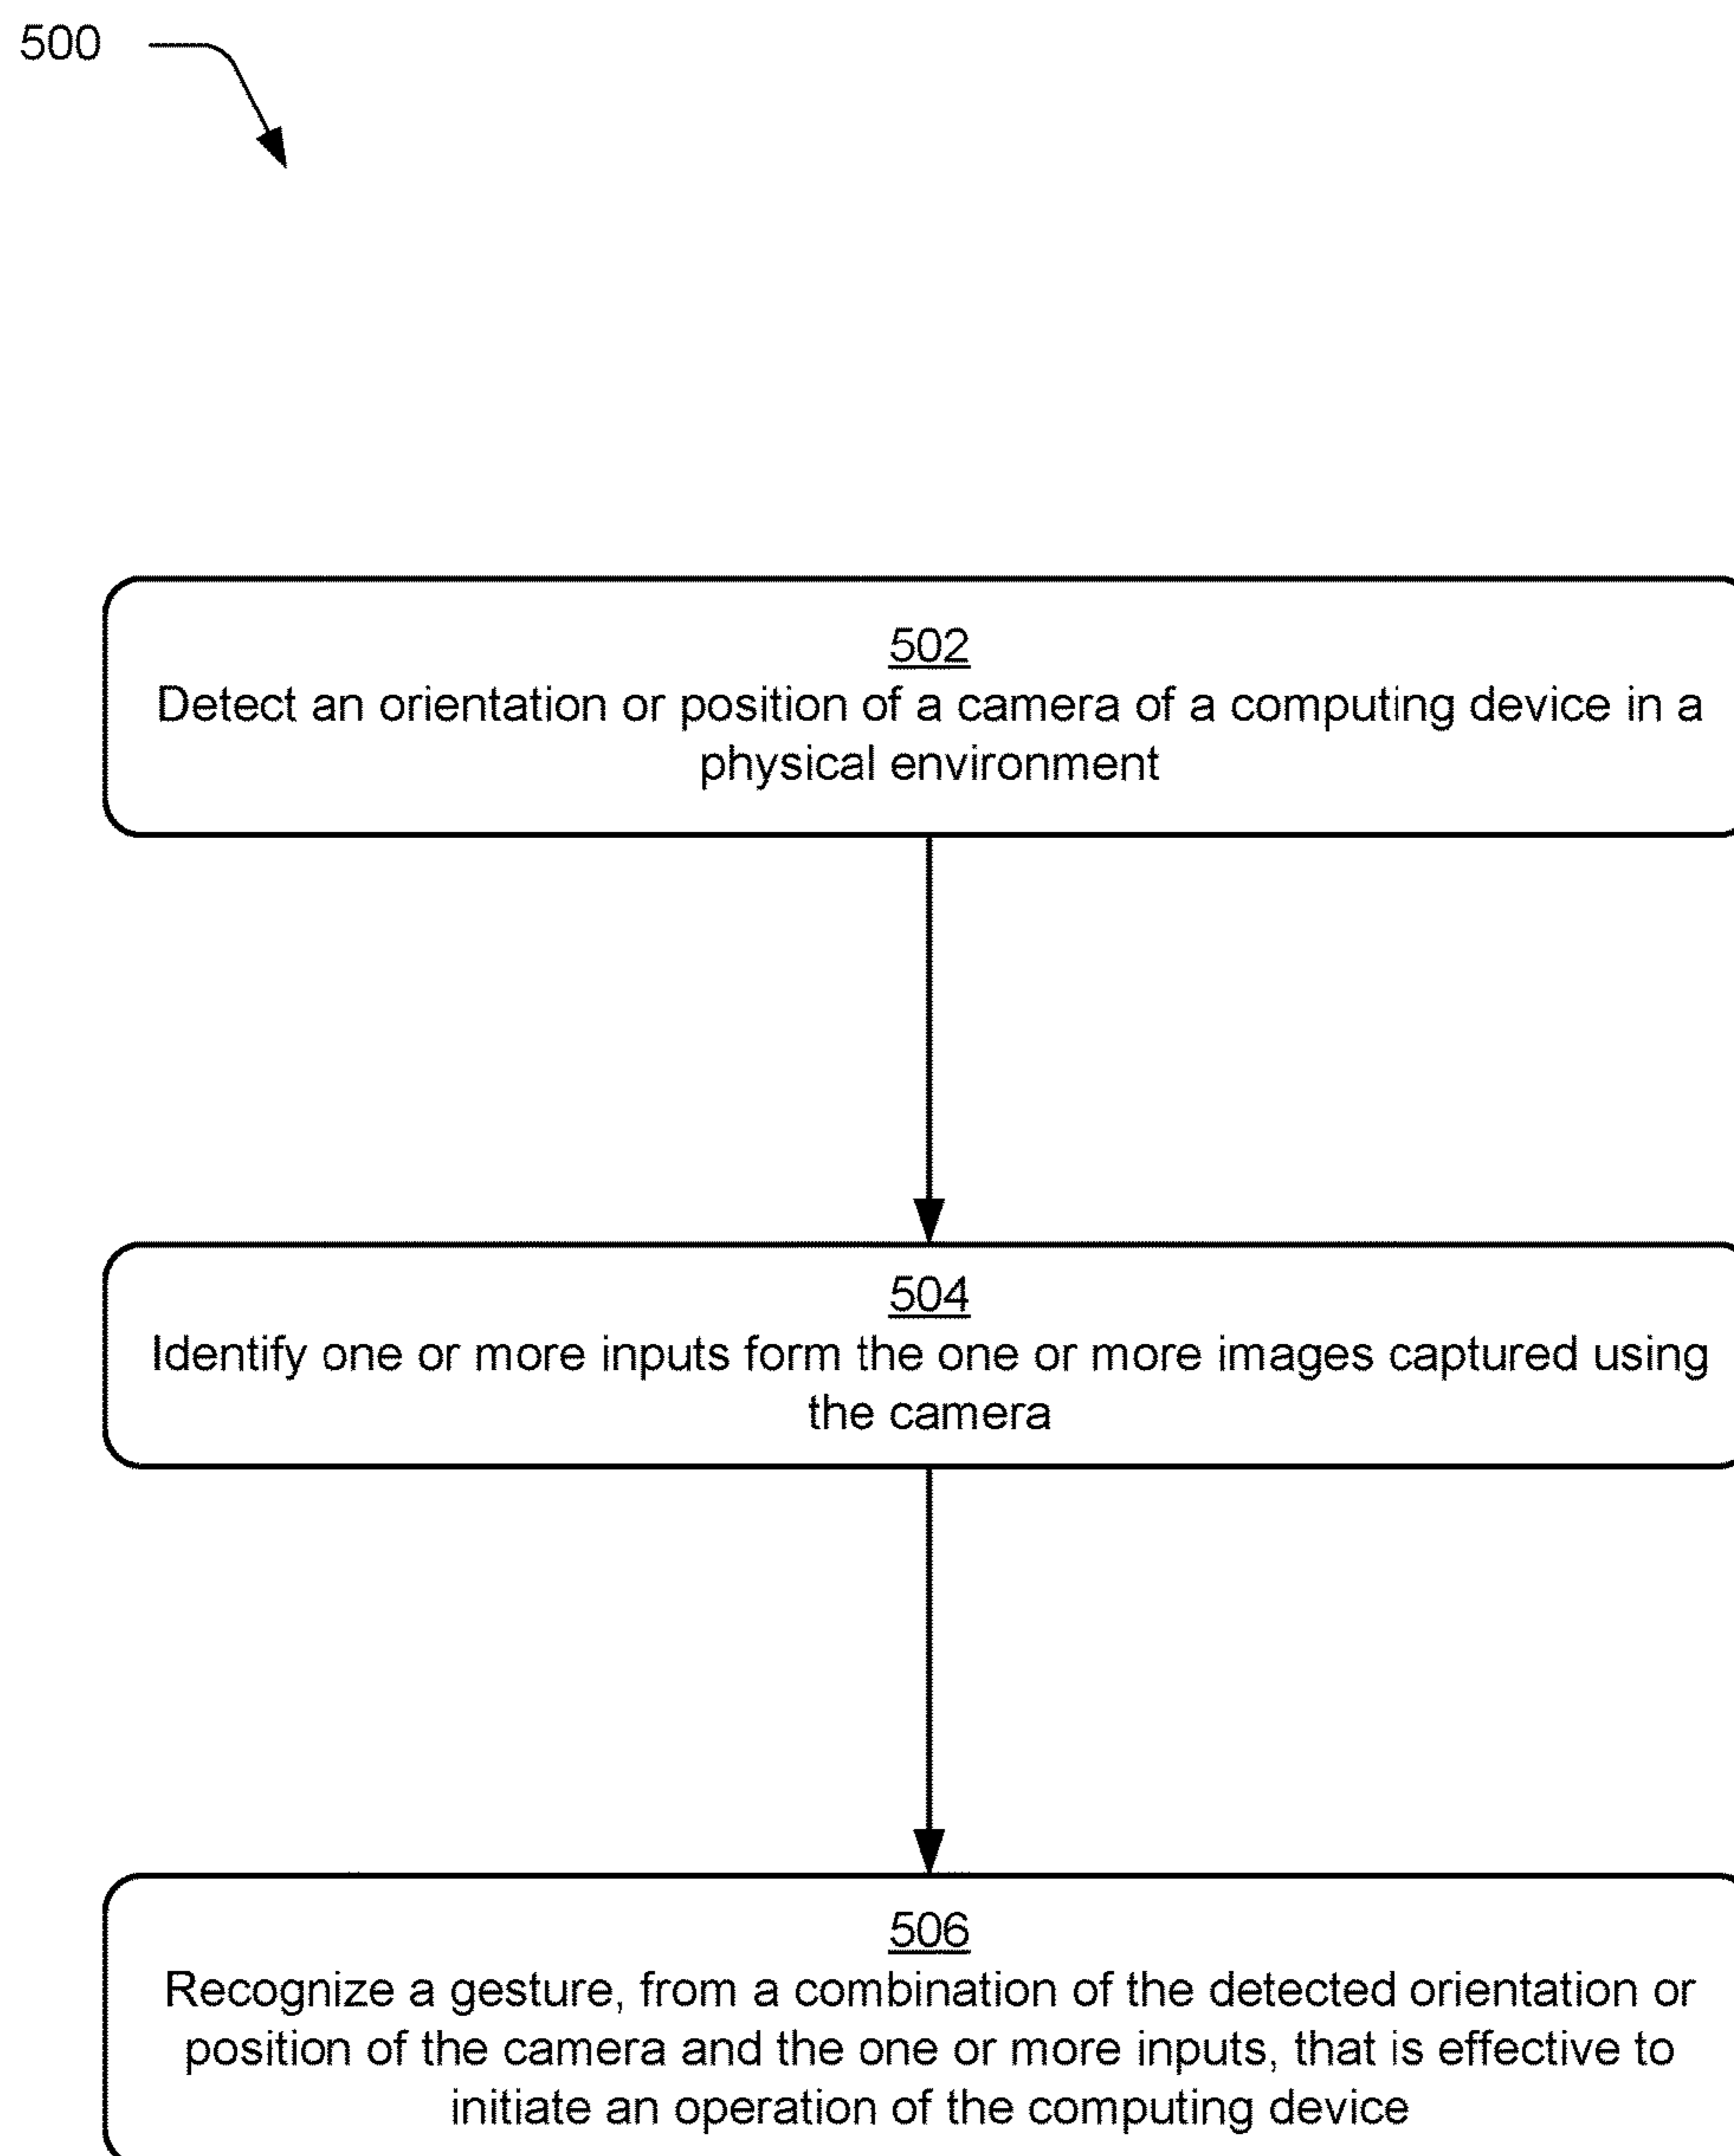 500
502
Detect an orientation or position of a camera of a computing device in a
physical environment
504
Identify one or more inputs form the one or more images captured using
the camera
506
Recognize a gesture, from a combination of the detected orientation or
position of the camera and the one or more inputs, that is effective to
initiate an operation of the computing device